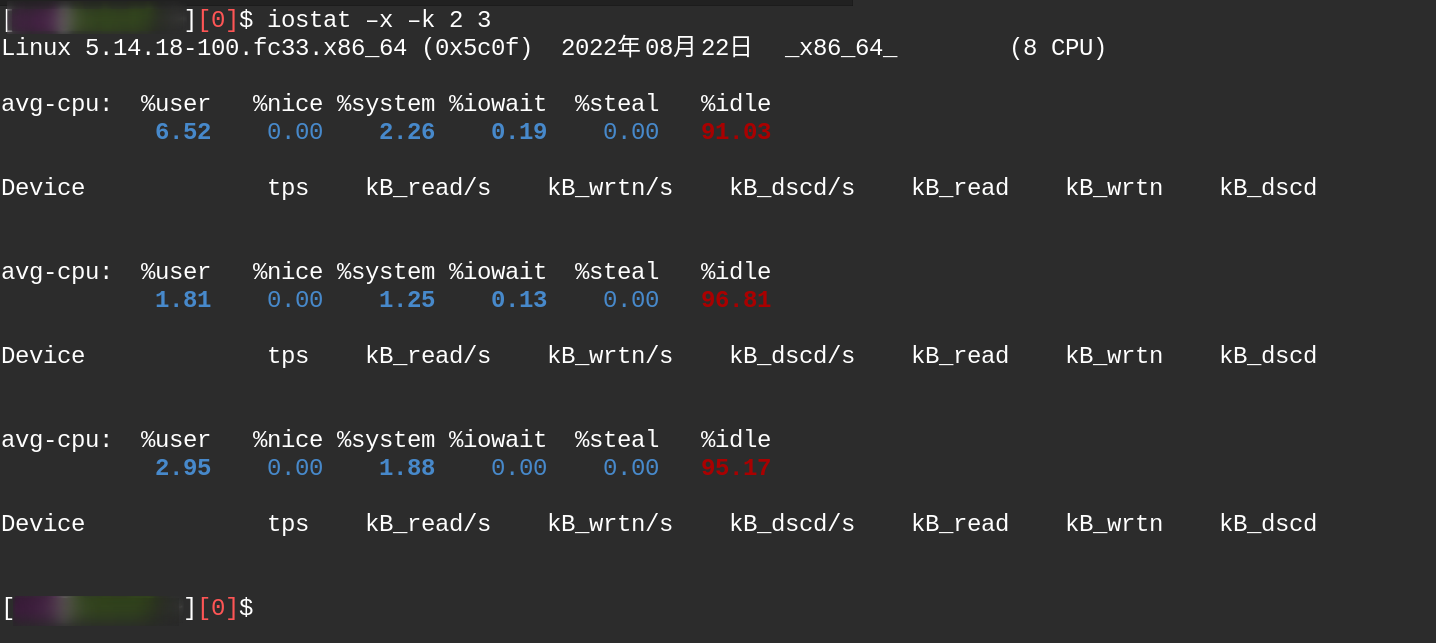 [ ][0]$ iostat –x –k 2 3
Linux 5.14.18-100.fc33.x86_64 (0x5c0f) 2022年08月22日 _x86_64_ (8 CPU)
avg-cpu: %user %nice %system %iowait %steal %idle
6.52 0.00 2.26 0.19 0.00 91.03
Device tps kB_read/s kB_wrtn/s kB_dscd/s kB_read kB_wrtn kB_dscd
avg-cpu: %user %nice %system %iowait %steal %idle
1.81 0.00 1.25 0.13 0.00 96.81
Device tps kB_read/s kB_wrtn/s kB_dscd/s kB_read kB_wrtn kB_dscd
avg-cpu: %user %nice %system %iowait %steal %idle
2.95 0.00 1.88 0.00 0.00 95.17
Device tps kB_read/s kB_wrtn/s kB_dscd/s kB_read kB_wrtn kB_dscd
[ ][0]$